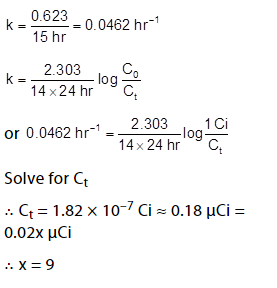 k = 0.623 / 15 hr = 0.0462 hr⁻¹
k = 2.303 / 14×24 hr log C₀ / Cₜ
or 0.0462 hr⁻¹ = 2.303 / 14×24 hr log 1 Ci / Cₜ
Solve for Cₜ
∴ Cₜ = 1.82 × 10⁻⁷ Ci ≈ 0.18 μCi =
0.02x μCi
∴ x = 9